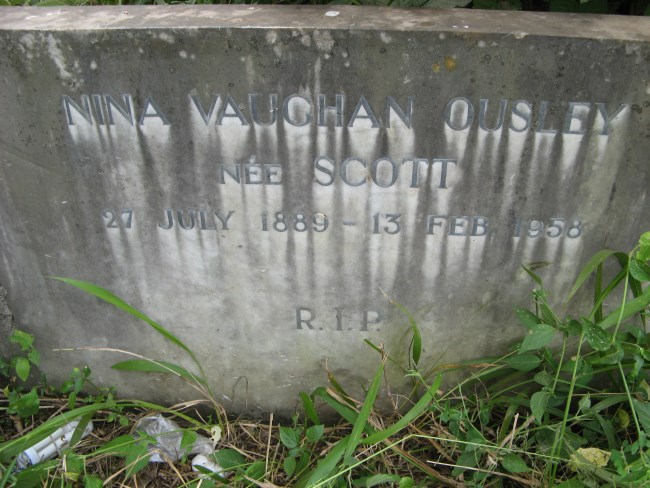 NINA VAUGHAN OUSLEY
NÉE SCOTT
27 JULY 1889 - 13 FEB 1958
R.I.P.